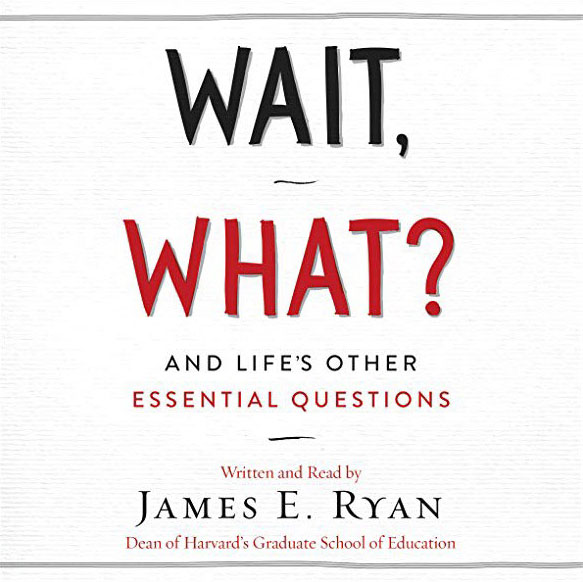 WAIT,
WHAT?
AND LIFE'S OTHER
ESSENTIAL QUESTIONS
Written and Read by
JAMES E. RYAN
Dean of Harvard's Graduate School of Education